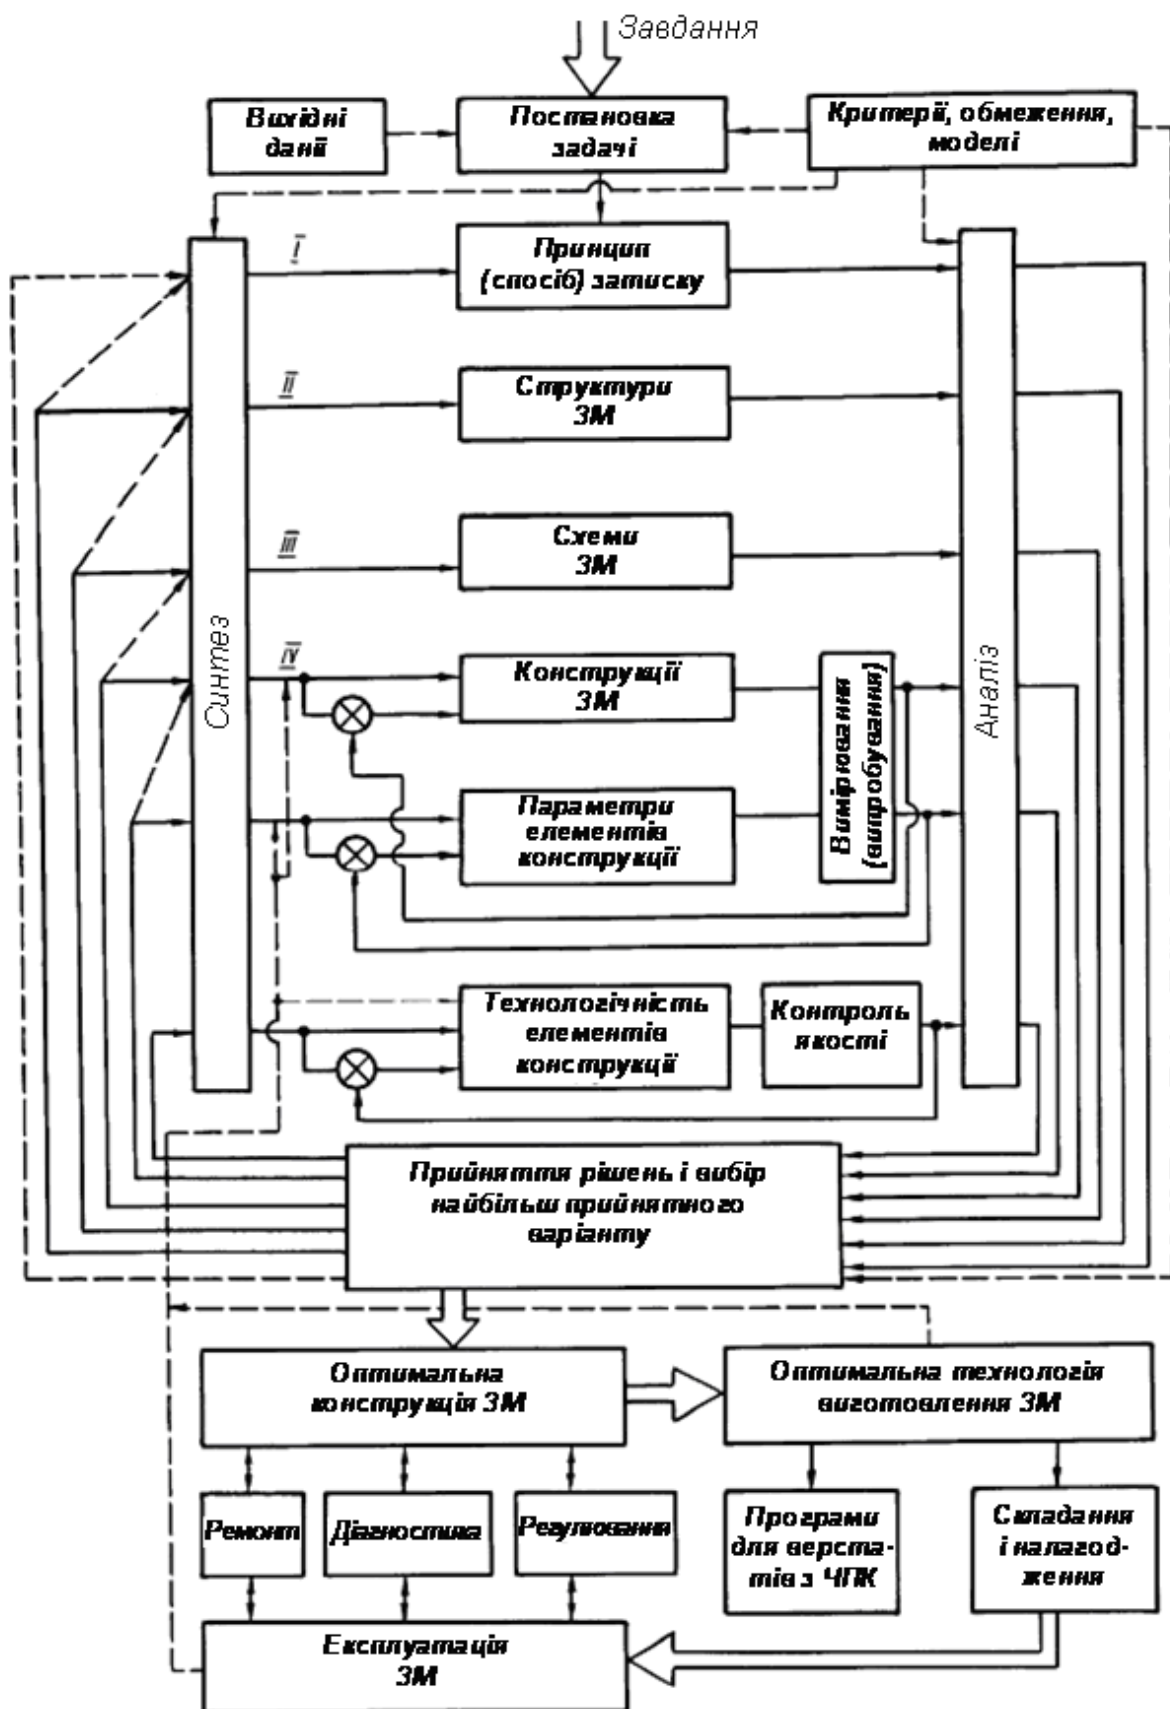 Завдання
Вихідні
данії
Постановка
задачі
Критерії, обмеження,
моделі
I
Принцип
(спосіб) затиску
II
Структури
ЗМ
III
Схеми
ЗМ
Синтез
IV
Конструкції
ЗМ
Вимірювання
(випробування)
Аналіз
Параметри
елементів
конструкції
Технологічність
елементів
конструкції
Контроль
якості
Прийняття рішень і вибір
найбільш прийнятного
варіанту
Оптимальна
конструкція ЗМ
Оптимальна технологія
виготовлення ЗМ
Ремонт
Діагностика
Регулювання
Програми
для верста-
тів з ЧПК
Складання
і налагод-
ження
Експлуатація
ЗМ